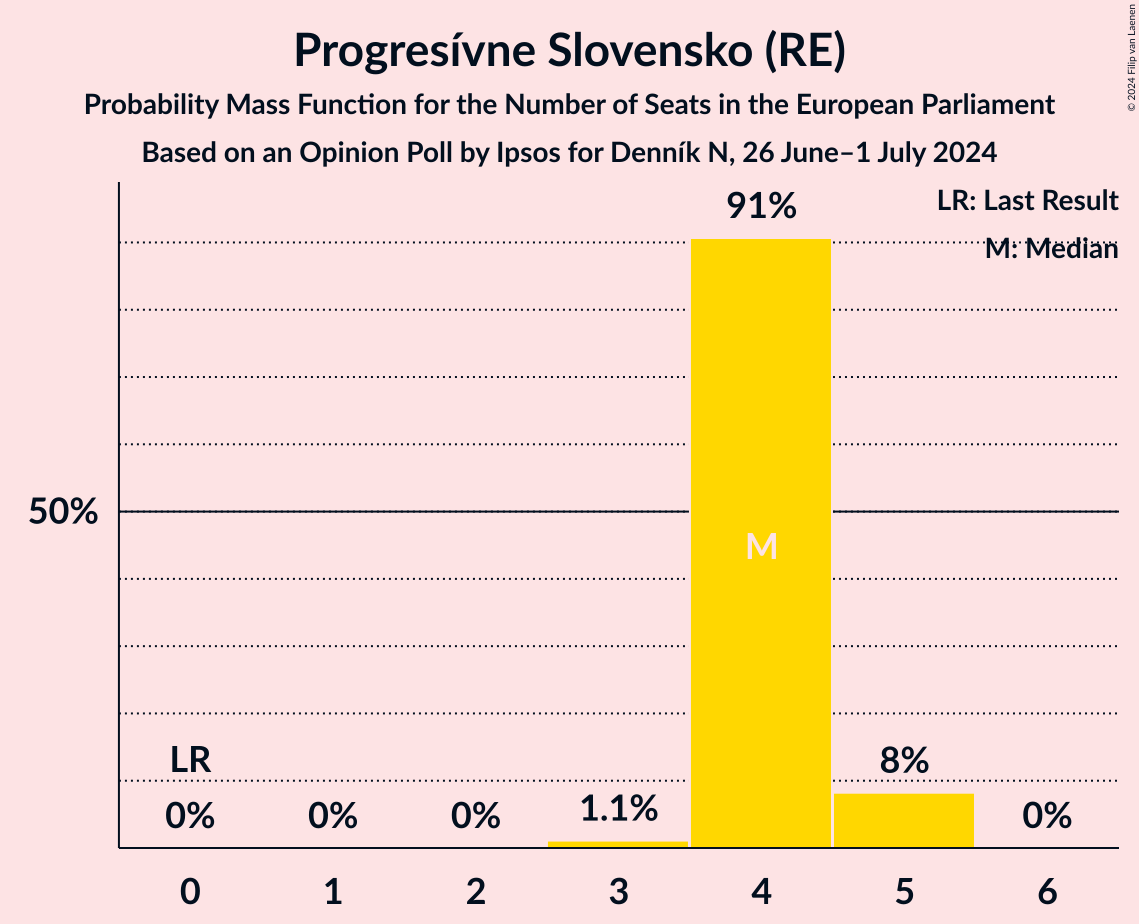 Progresívne Slovensko (RE)
Probability Mass Function for the Number of Seats in the European Parliament
Based on an Opinion Poll by Ipsos for Denník N, 26 June–1 July 2024
© 2024 Filip van Laenen
LR: Last Result
M: Median
91%
50%
M
LR
8%
1.1%
0% 0% 0% 0%
0 1 2 3 4 5 6